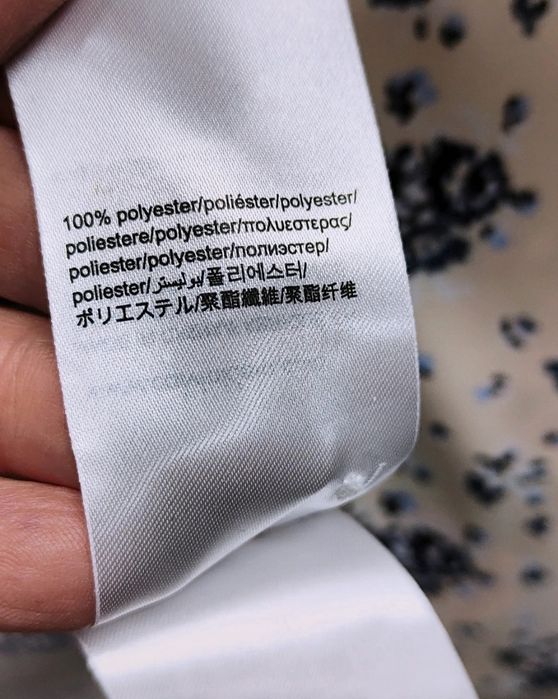 100% polyester/poliéster/polyester/
poliestere/polyester/πολυεστερας/
poliester/polyester/полиэстер/
poliester/بوليستر/폴리에스터/
ポリエステル/聚酯纖維/聚酯纤维